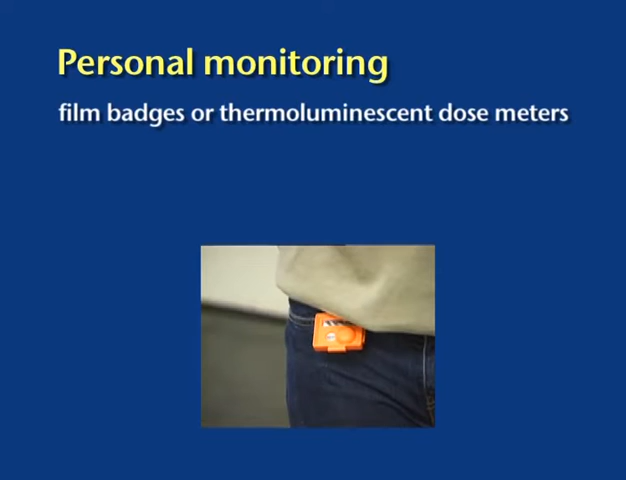 Personal monitoring
film badges or thermoluminescent dose meters